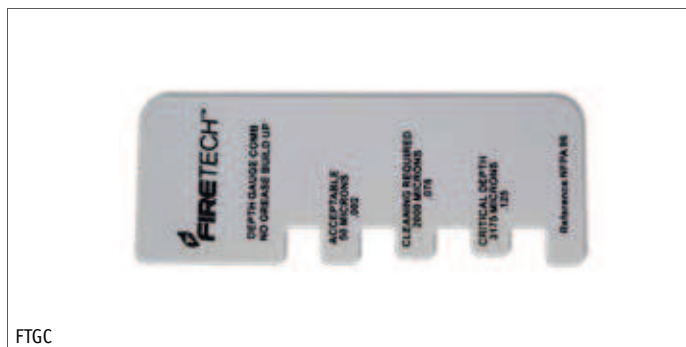 FIRETECH™
DEPTH GAUGE COMB
NO GREASE BUILD UP
ACCEPTABLE
50 MICRONS
.002
CLEANING REQUIRED
2000 MICRONS
.078
CRITICAL DEPTH
3175 MICRONS
.125
Reference NFPA 96
FTGC